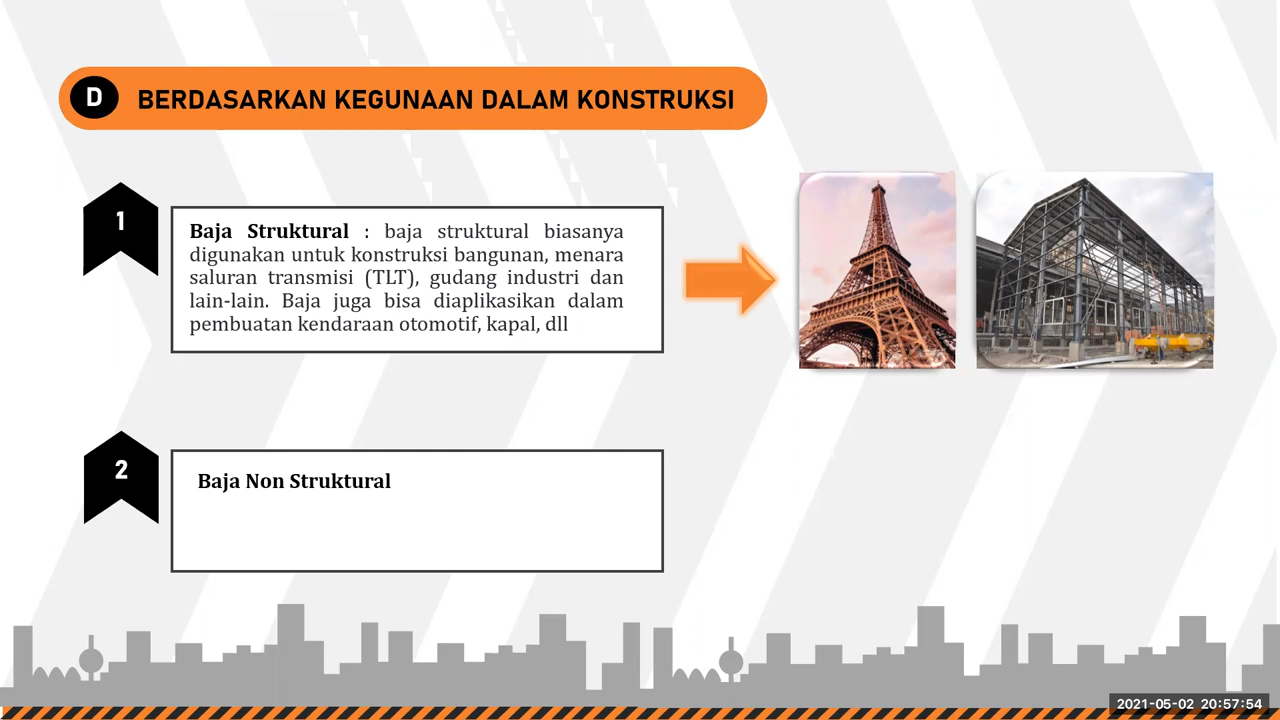 D
BERDASARKAN KEGUNAAN DALAM KONSTRUKSI
1
Baja Struktural : baja struktural biasanya
digunakan untuk konstruksi bangunan, menara
saluran transmisi (TLT), gudang industri dan
lain-lain. Baja juga bisa diaplikasikan dalam
pembuatan kendaraan otomotif, kapal, dll
2
Baja Non Struktural
2021-05-02 20:57:54